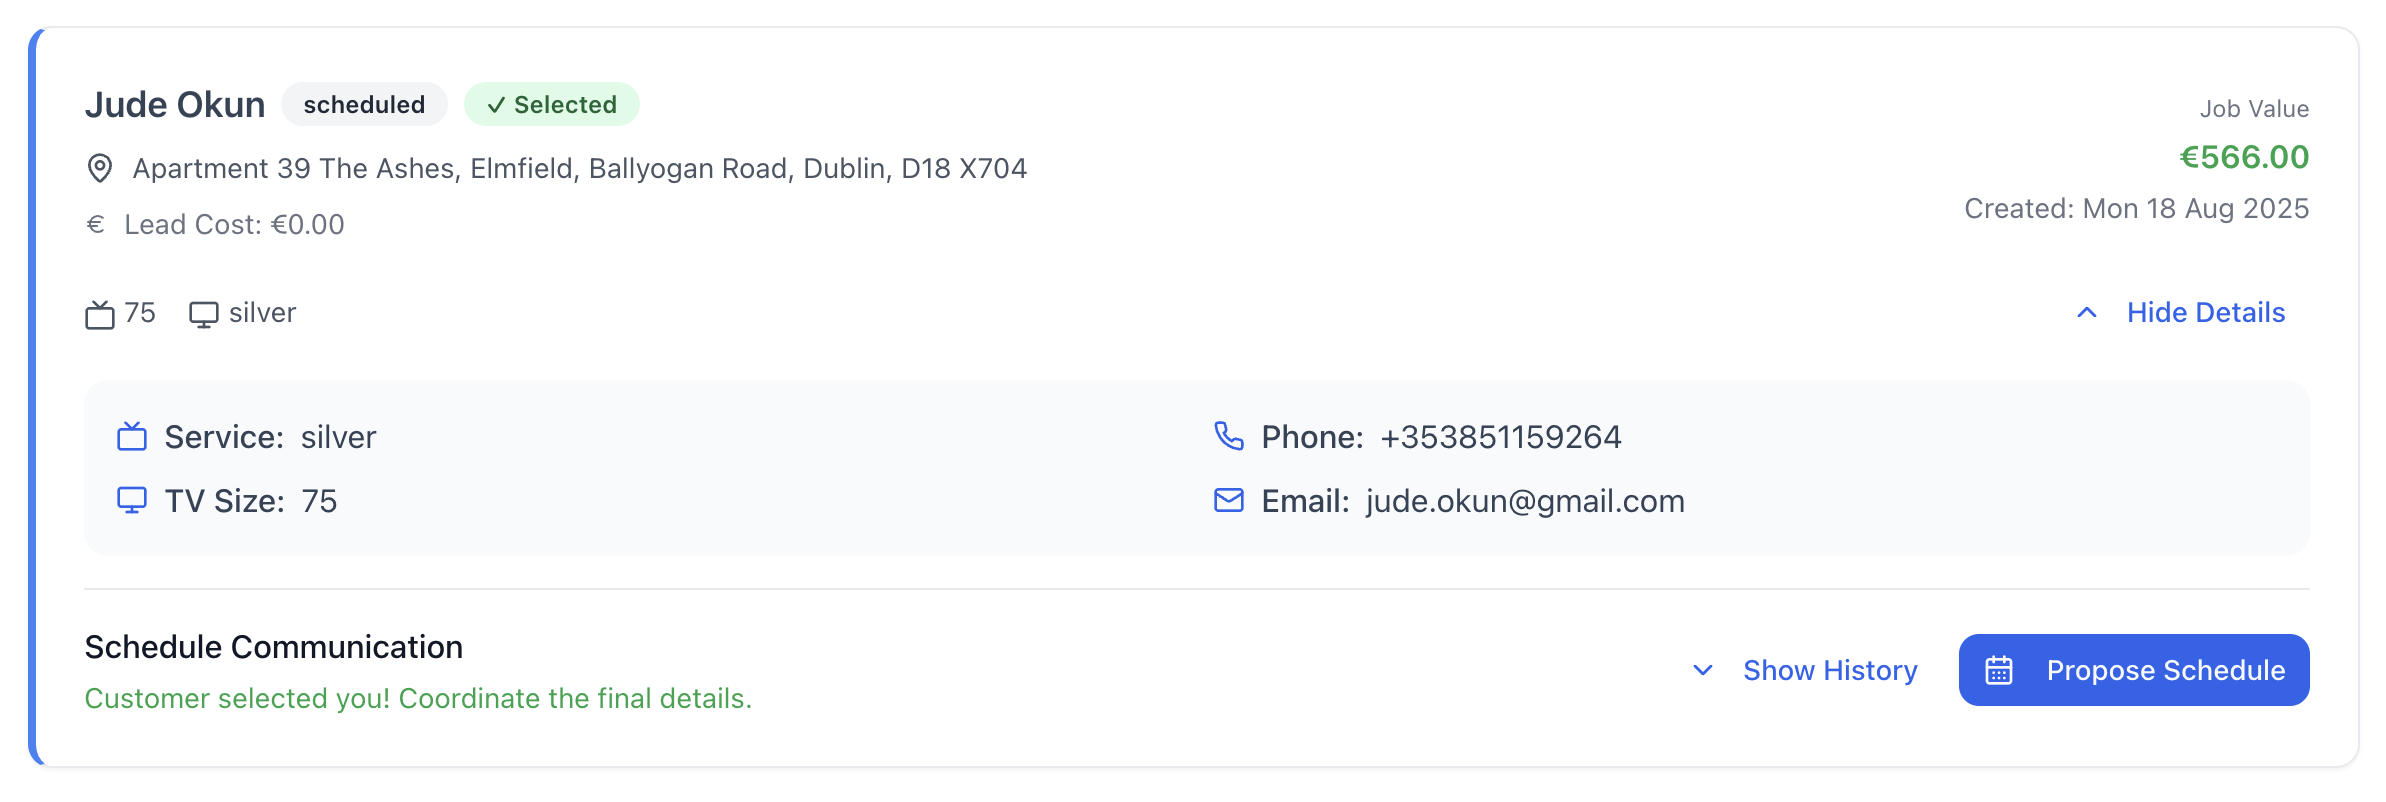 Jude Okun scheduled ✓ Selected
Job Value
Apartment 39 The Ashes, Elmfield, Ballyogan Road, Dublin, D18 X704
€566.00
€ Lead Cost: €0.00
Created: Mon 18 Aug 2025
75 silver
Hide Details
Service: silver
Phone: +353851159264
TV Size: 75
Email: jude.okun@gmail.com
Schedule Communication
Customer selected you! Coordinate the final details.
Show History
Propose Schedule